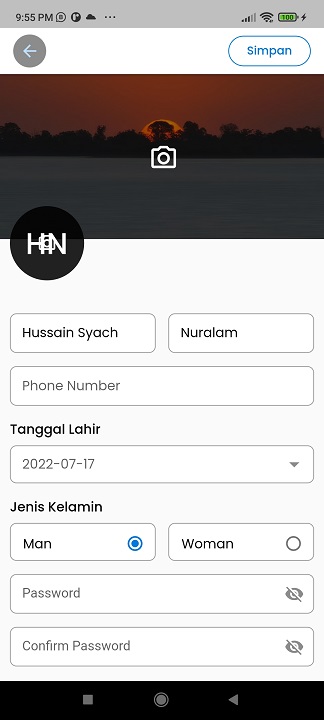 9:55 PM
100
Simpan
HN
Hussain Syach
Nuralam
Phone Number
Tanggal Lahir
2022-07-17
Jenis Kelamin
Man
Woman
Password
Confirm Password